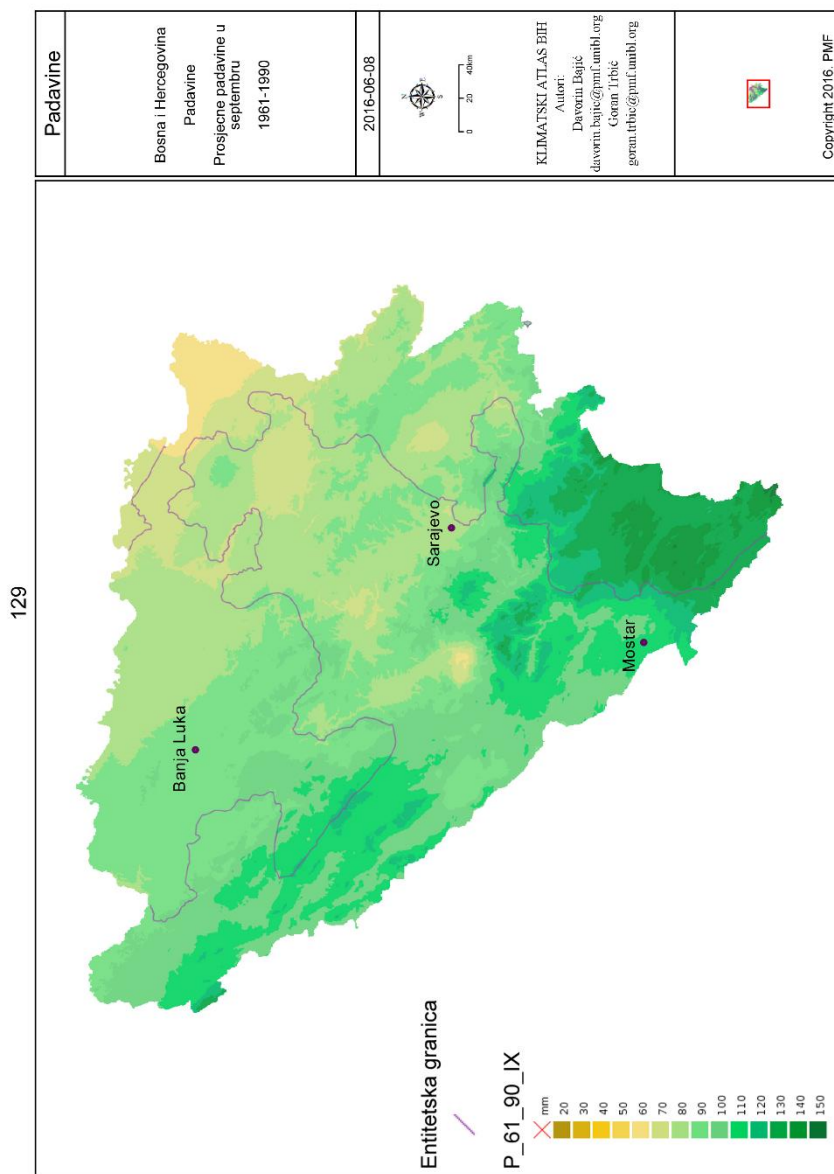 129
Padavine
Bosna i Hercegovina
Padavine
Prosjecne padavine u
septembru
1961-1990
2016-06-08
N
W
E
S
0 20 40km
KLIMATSKI ATLAS BIH
Autori:
Davorin Bajić
davorin.bajic@pmf.unibl.org
Goran Trbić
goran.trbic@pmf.unibl.org
Copyright 2016. PMF
Banja Luka
Sarajevo
Mostar
Entitetska granica
P_61_90_IX
mm
20
30
40
50
60
70
80
90
100
110
120
130
140
150